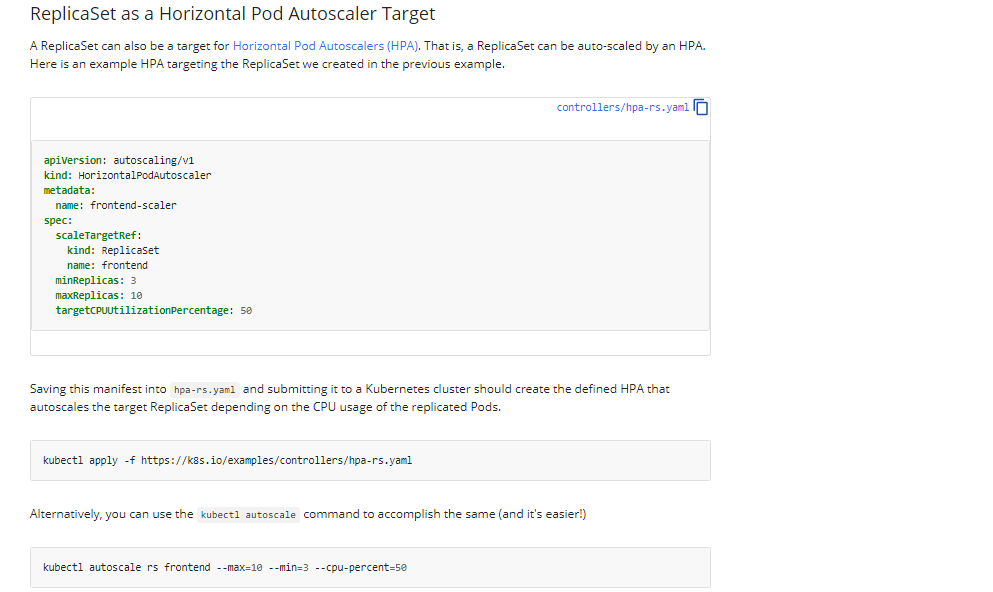 ReplicaSet as a Horizontal Pod Autoscaler Target
A ReplicaSet can also be a target for Horizontal Pod Autoscalers (HPA). That is, a ReplicaSet can be auto-scaled by an HPA.
Here is an example HPA targeting the ReplicaSet we created in the previous example.
controllers/hpa-rs.yaml
apiVersion: autoscaling/v1
kind: HorizontalPodAutoscaler
metadata:
  name: frontend-scaler
spec:
  scaleTargetRef:
    kind: ReplicaSet
    name: frontend
  minReplicas: 3
  maxReplicas: 10
  targetCPUUtilizationPercentage: 50
Saving this manifest into hpa-rs.yaml and submitting it to a Kubernetes cluster should create the defined HPA that
autoscales the target ReplicaSet depending on the CPU usage of the replicated Pods.
kubectl apply -f https://k8s.io/examples/controllers/hpa-rs.yaml
Alternatively, you can use the kubectl autoscale command to accomplish the same (and it's easier!)
kubectl autoscale rs frontend --max=10 --min=3 --cpu-percent=50